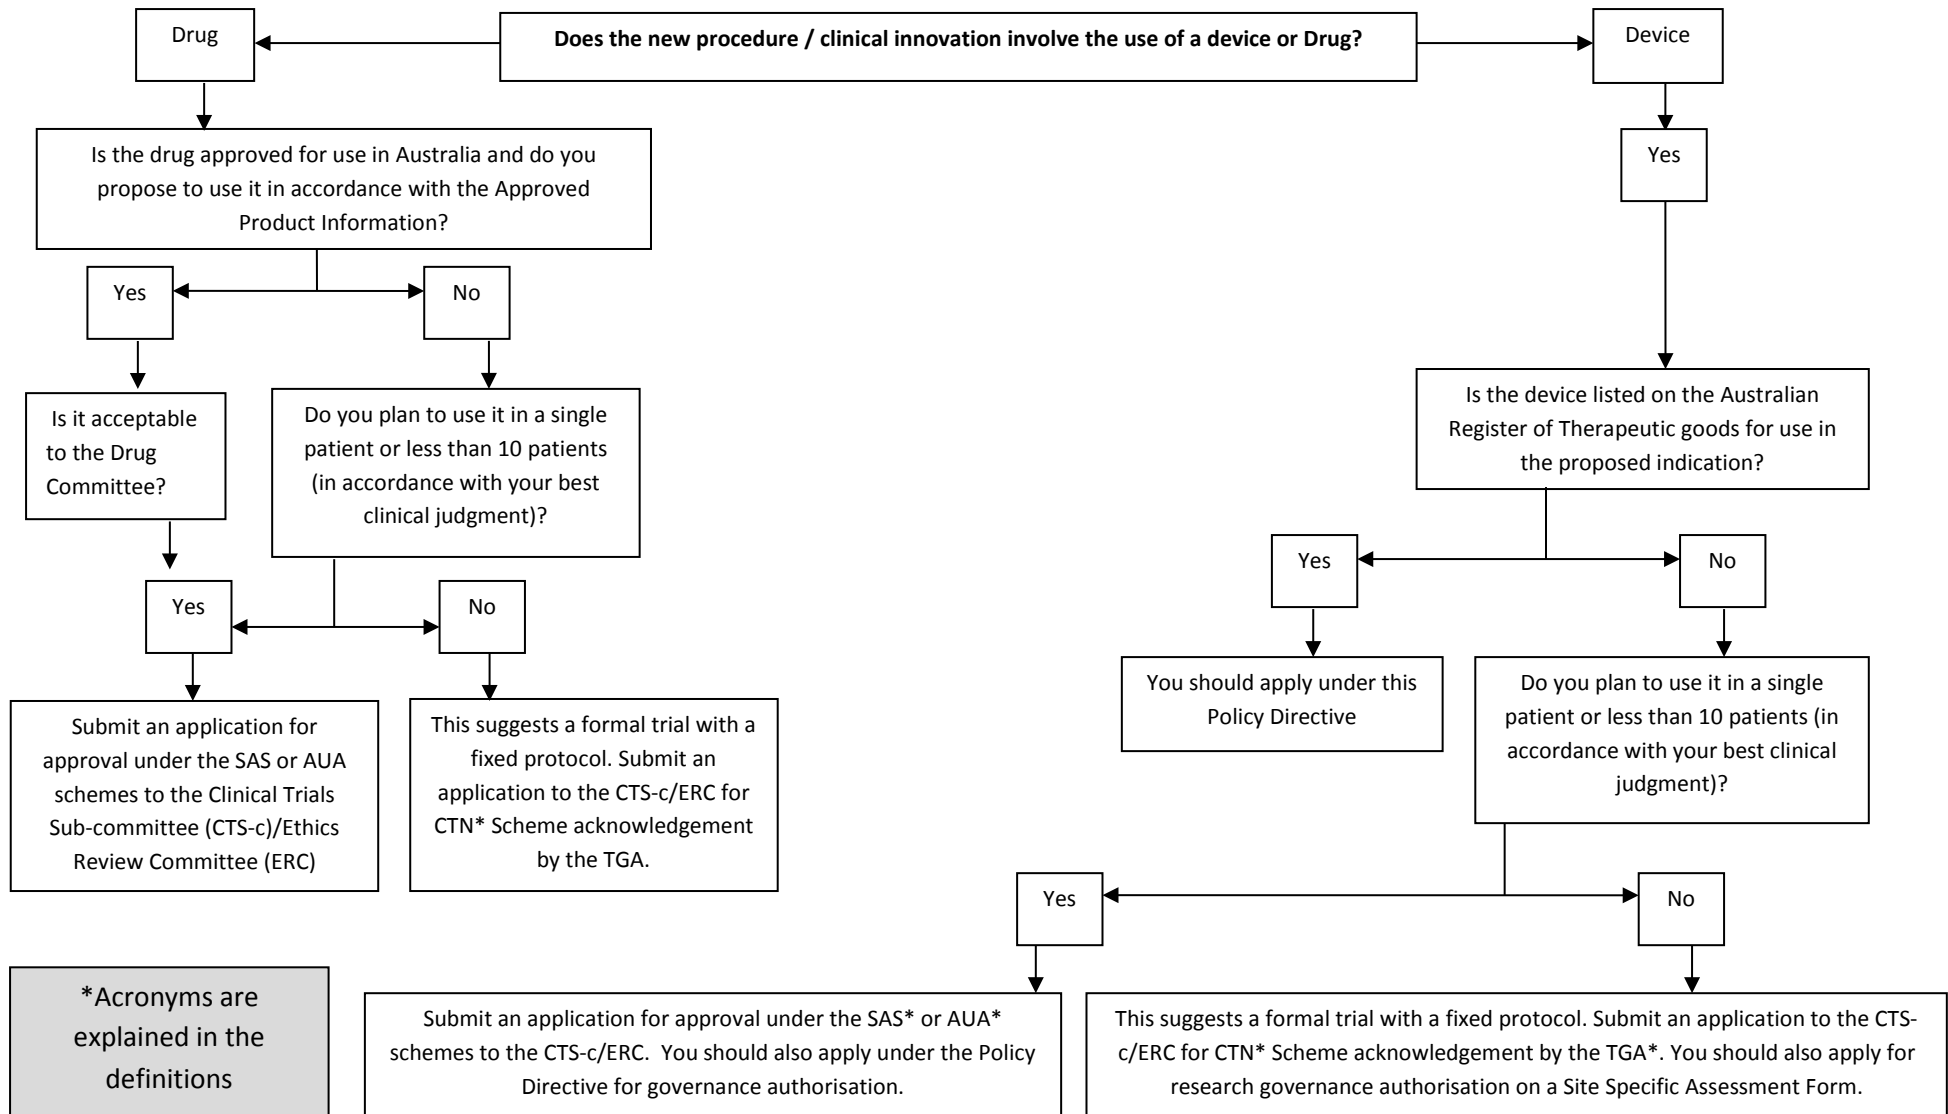 Does the new procedure / clinical innovation involve the use of a device or Drug?
Drug
Device
Is the drug approved for use in Australia and do you
propose to use it in accordance with the Approved
Product Information?
Yes
No
Is it acceptable
to the Drug
Committee?
Do you plan to use it in a single
patient or less than 10 patients
(in accordance with your best
clinical judgment)?
Yes
No
Submit an application for
approval under the SAS or AUA
schemes to the Clinical Trials
Sub-committee (CTS-c)/Ethics
Review Committee (ERC)
This suggests a formal trial with a
fixed protocol. Submit an
application to the CTS-c/ERC for
CTN* Scheme acknowledgement
by the TGA.
Yes
Is the device listed on the Australian
Register of Therapeutic goods for use in
the proposed indication?
Yes
No
You should apply under this
Policy Directive
Do you plan to use it in a single
patient or less than 10 patients (in
accordance with your best clinical
judgment)?
Yes
No
Submit an application for approval under the SAS* or AUA*
schemes to the CTS-c/ERC.  You should also apply under the Policy
Directive for governance authorisation.
This suggests a formal trial with a fixed protocol. Submit an application to the CTS-
c/ERC for CTN* Scheme acknowledgement by the TGA*. You should also apply for
research governance authorisation on a Site Specific Assessment Form.
*Acronyms are
explained in the
definitions